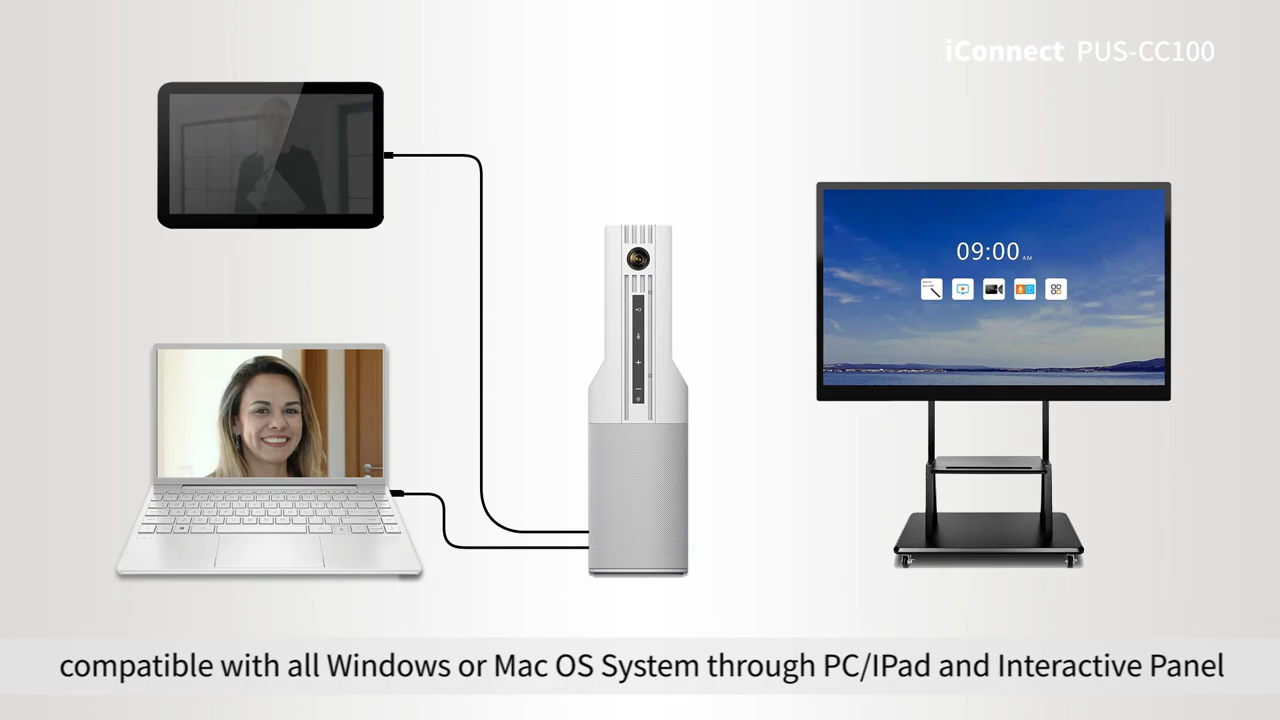 iConnect PUS-CC100
09:00 AM
compatible with all Windows or Mac OS System through PC/IPad and Interactive Panel